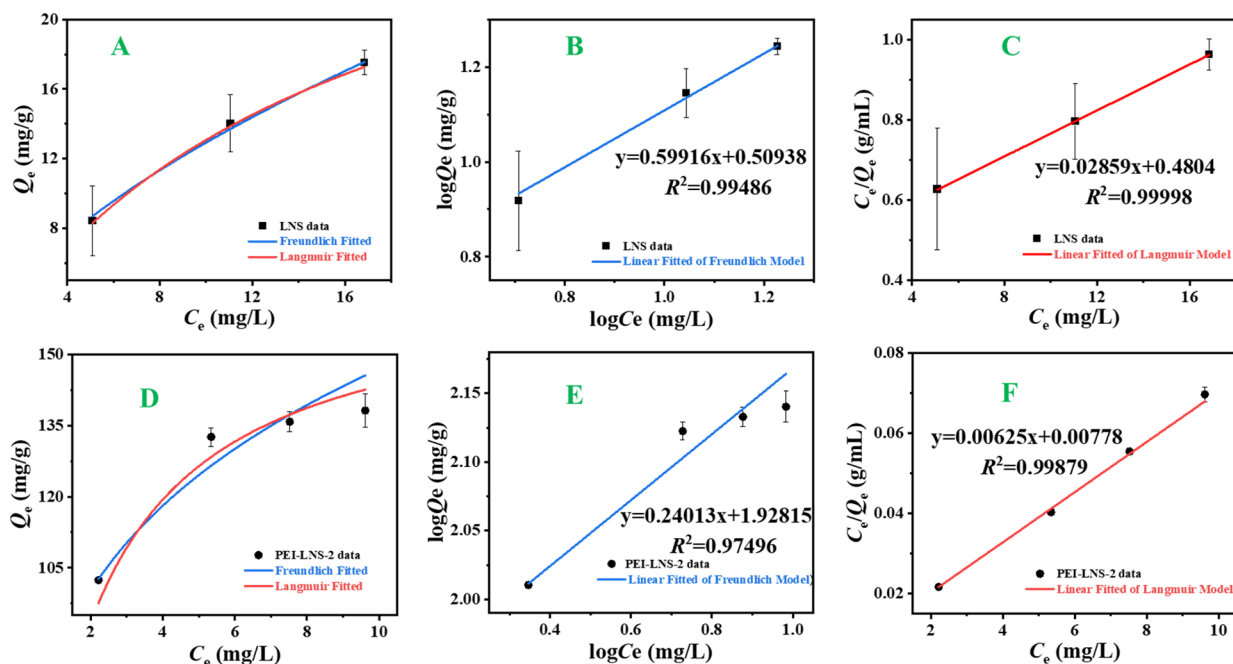 A
20
16
12
8
4
8
12
16
Qe (mg/g)
Ce (mg/L)
LNS data
Freundlich Fitted
Langmuir Fitted
B
1.2
1.0
0.8
0.8
1.0
1.2
logQe (mg/g)
logCe (mg/L)
y=0.59916x+0.50938
R²=0.99486
LNS data
Linear Fitted of Freundlich Model
C
1.0
0.8
0.6
0.4
4
8
12
16
Ce/Qe (g/mL)
Ce (mg/L)
y=0.02859x+0.4804
R²=0.99998
LNS data
Linear Fitted of Langmuir Model
D
150
135
120
105
2
4
6
8
10
Qe (mg/g)
Ce (mg/L)
PEI-LNS-2 data
Freundlich Fitted
Langmuir Fitted
E
2.15
2.10
2.05
2.00
0.4
0.6
0.8
1.0
logQe (mg/g)
logCe (mg/L)
y=0.24013x+1.92815
R²=0.97496
PEI-LNS-2 data
Linear Fitted of Freundlich Model)
F
0.08
0.06
0.04
0.02
2
4
6
8
10
Ce/Qe (g/mL)
Ce (mg/L)
y=0.00625x+0.00778
R²=0.99879
PEI-LNS-2 data
Linear Fitted of Langmuir Model